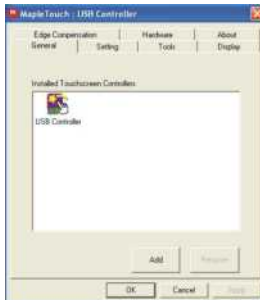 MapleTouch : USB Controller
Edge Compensation Hardware About
General Setting Tools Display
Installed Touchscreen Controllers:
USB Controller
Add Remove
OK Cancel Apply